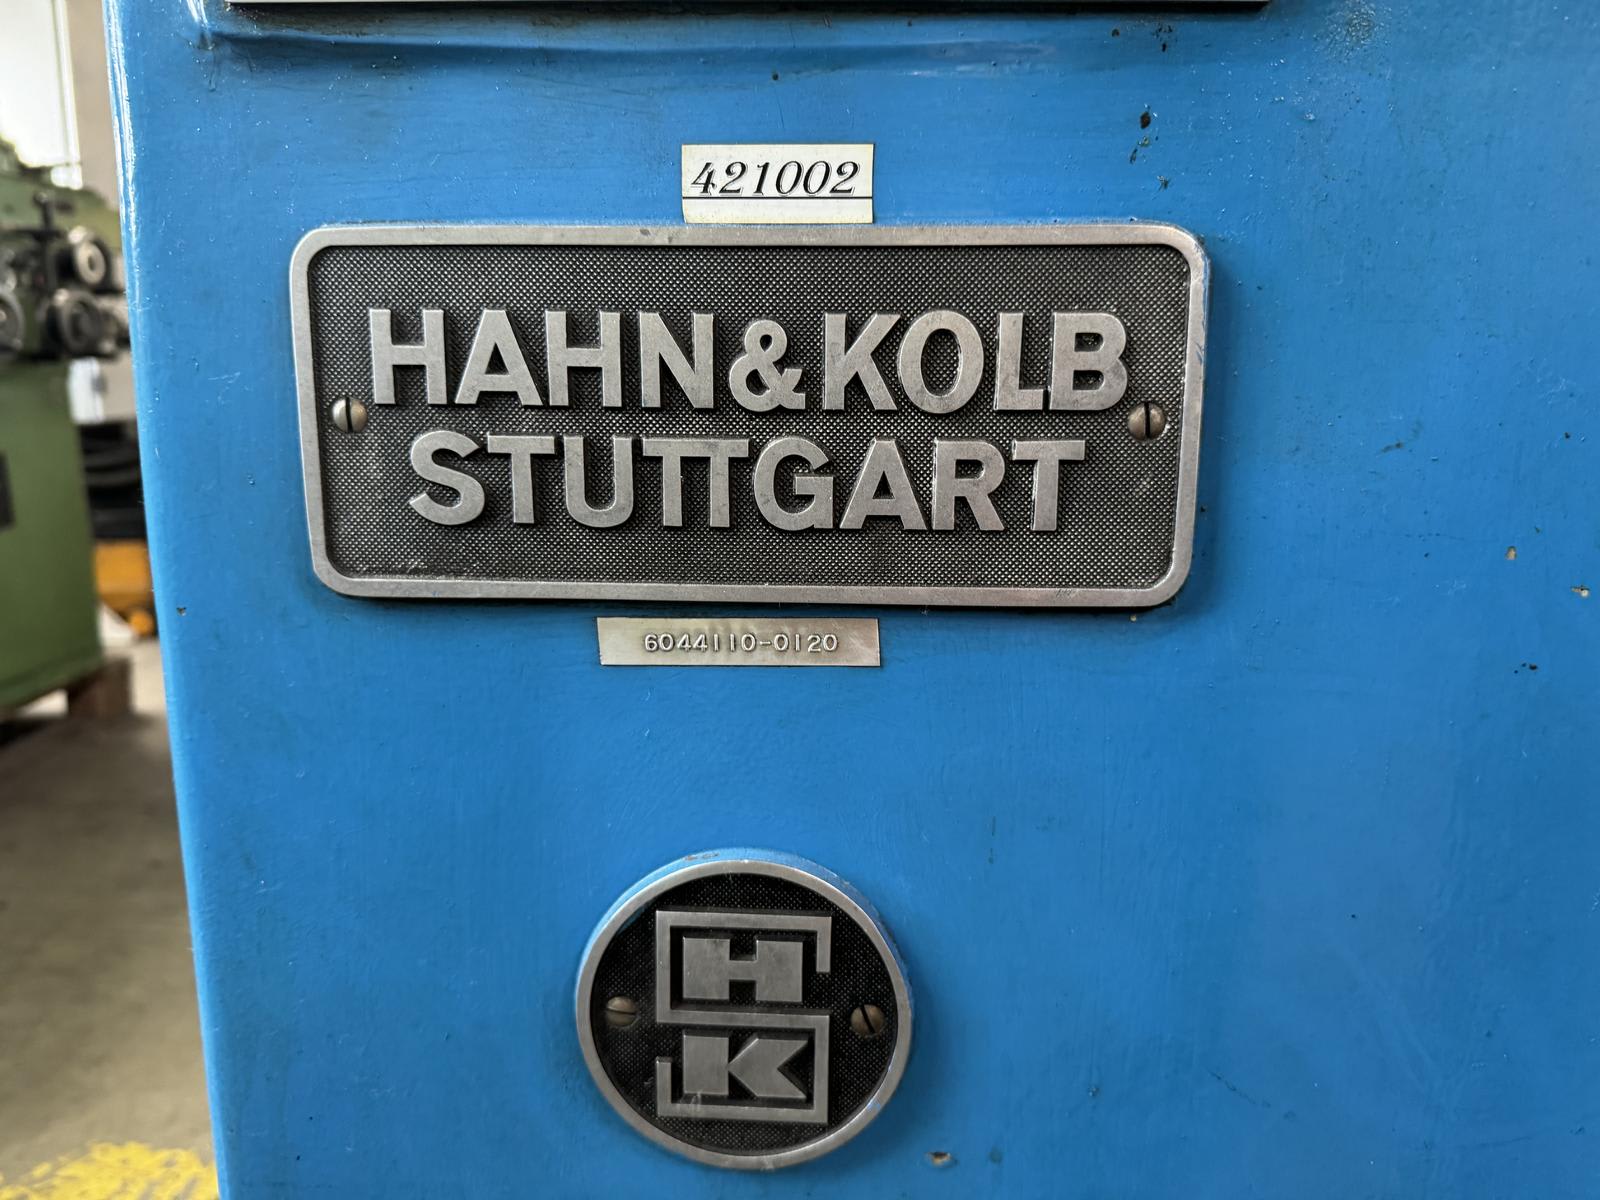 421002
HAHN&KOLB
STUTTGART
6044110-0120
H
K